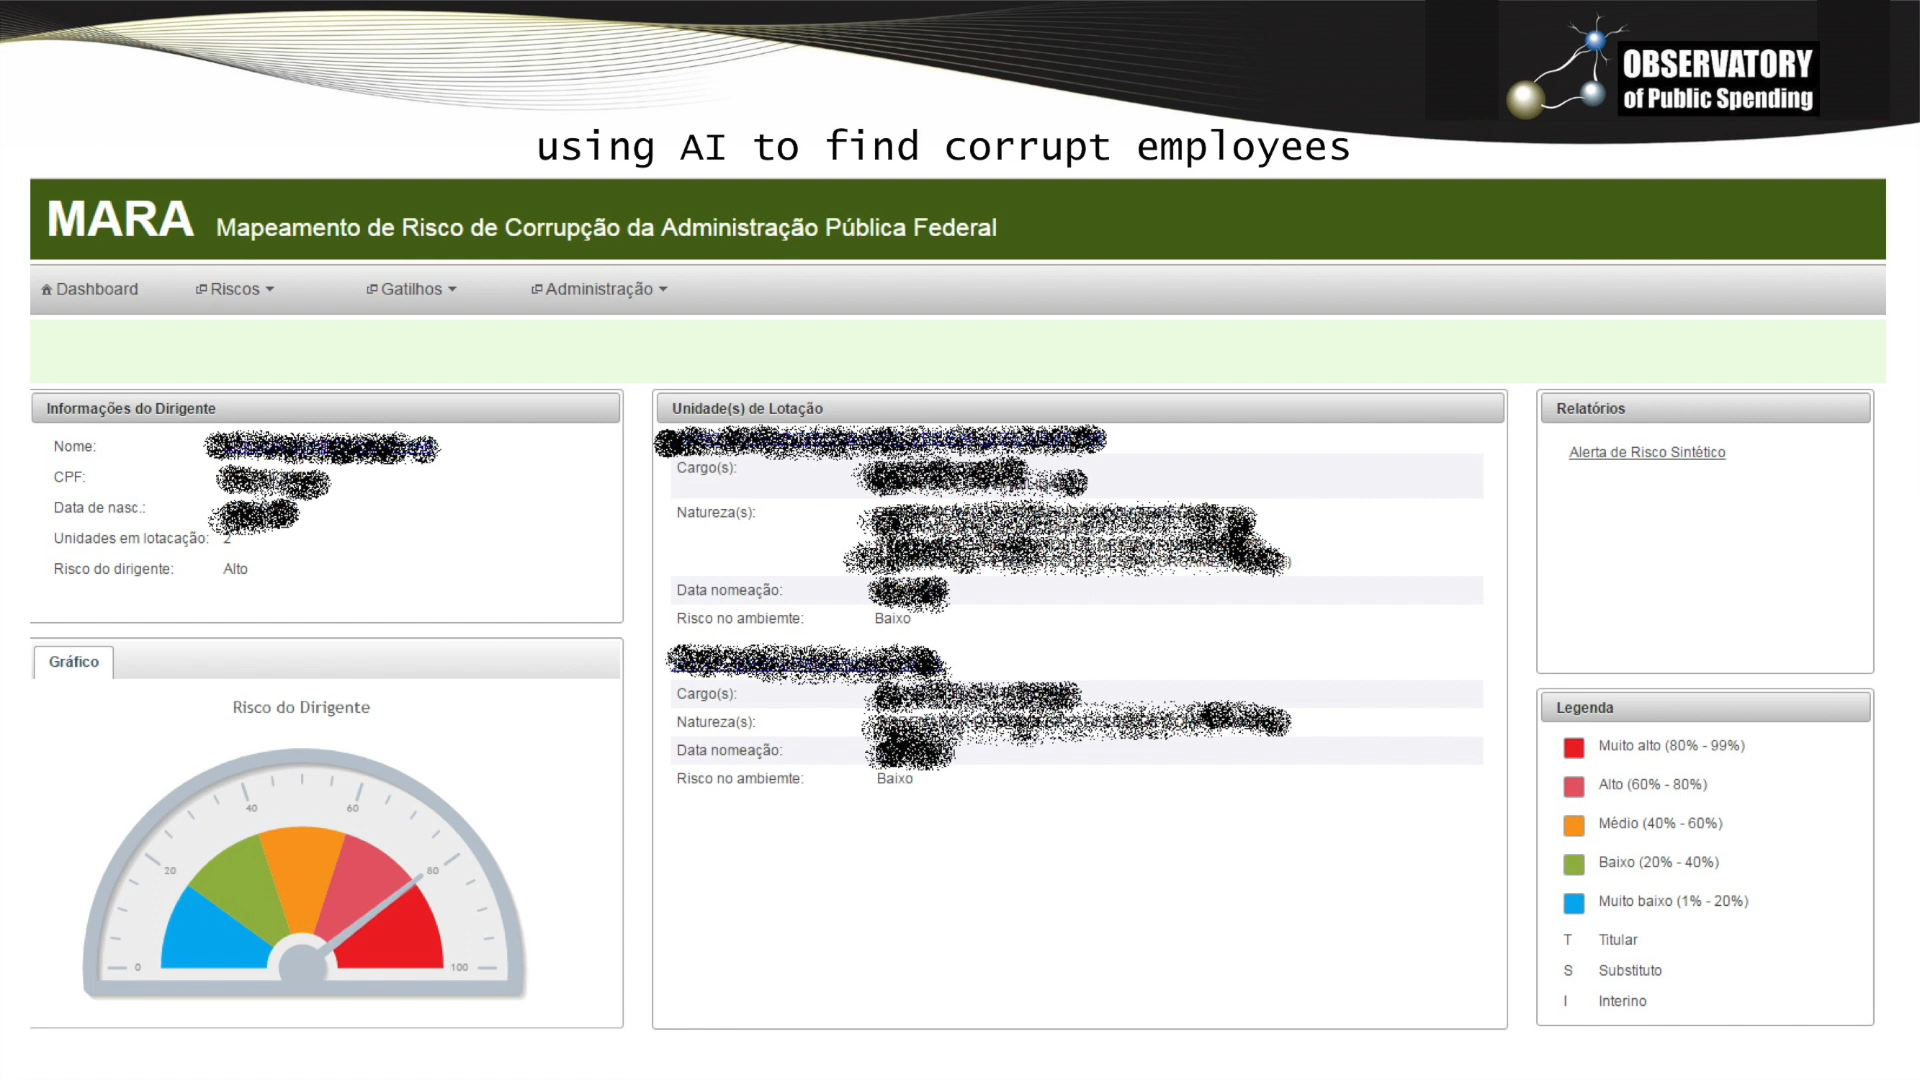 OBSERVATORY
of Public Spending
using AI to find corrupt employees
MARA Mapeamento de Risco de Corrupção da Administração Pública Federal
Dashboard Riscos Gatilhos Administração
Informações do Dirigente
Nome:
CPF:
Data de nasc.:
Unidades em lotacação: 2
Risco do dirigente: Alto
Gráfico
Risco do Dirigente
0 20 40 60 80 100
Unidade(s) de Lotação
Cargo(s):
Natureza(s):
Data nomeação:
Risco no ambiemte: Baixo
Cargo(s):
Natureza(s):
Data nomeação:
Risco no ambiemte: Baixo
Relatórios
Alerta de Risco Sintético
Legenda
Muito alto (80% - 99%)
Alto (60% - 80%)
Médio (40% - 60%)
Baixo (20% - 40%)
Muito baixo (1% - 20%)
T Titular
S Substituto
I Interino